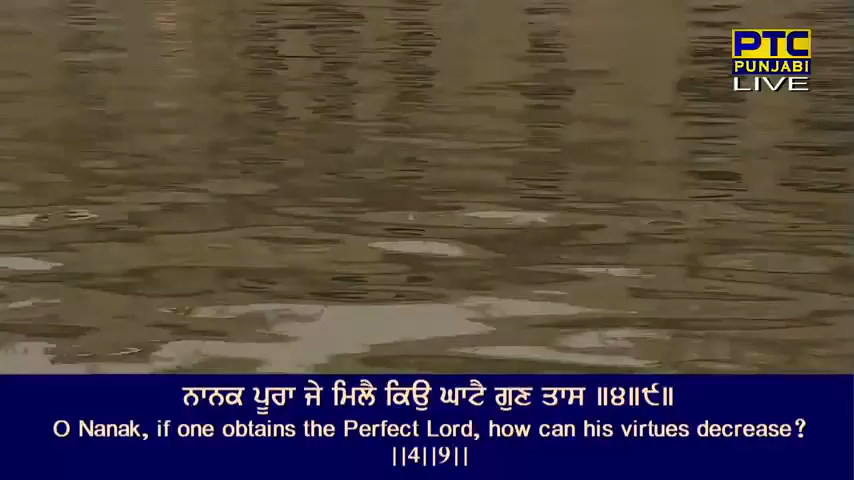 PTC
PUNJABI
LIVE
ਨਾਨਕ ਪੂਰਾ ਜੇ ਮਿਲੈ ਕਿਉ ਘਾਟੈ ਗੁਣ ਤਾਸ ॥੪॥੯॥
O Nanak, if one obtains the Perfect Lord, how can his virtues decrease?
||4||9||